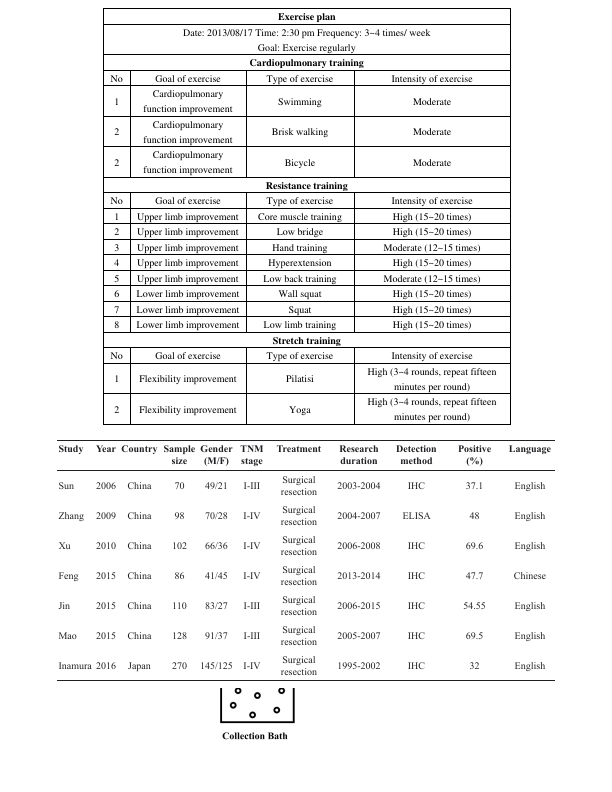 Exercise plan
Date: 2013/08/17 Time: 2:30 pm Frequency: 3~4 times/ week
Goal: Exercise regularly
Cardiopulmonary training
No Goal of exercise Type of exercise Intensity of exercise
1 Cardiopulmonary function improvement Swimming Moderate
2 Cardiopulmonary function improvement Brisk walking Moderate
2 Cardiopulmonary function improvement Bicycle Moderate
Resistance training
No Goal of exercise Type of exercise Intensity of exercise
1 Upper limb improvement Core muscle training High (15~20 times)
2 Upper limb improvement Low bridge High (15~20 times)
3 Upper limb improvement Hand training Moderate (12~15 times)
4 Upper limb improvement Hyperextension High (15~20 times)
5 Upper limb improvement Low back training Moderate (12~15 times)
6 Lower limb improvement Wall squat High (15~20 times)
7 Lower limb improvement Squat High (15~20 times)
8 Lower limb improvement Low limb training High (15~20 times)
Stretch training
No Goal of exercise Type of exercise Intensity of exercise
1 Flexibility improvement Pilatisi High (3~4 rounds, repeat fifteen minutes per round)
2 Flexibility improvement Yoga High (3~4 rounds, repeat fifteen minutes per round)
Study Year Country Sample size Gender (M/F) TNM stage Treatment Research duration Detection method Positive (%) Language
Sun 2006 China 70 49/21 I-III Surgical resection 2003-2004 IHC 37.1 English
Zhang 2009 China 98 70/28 I-IV Surgical resection 2004-2007 ELISA 48 English
Xu 2010 China 102 66/36 I-IV Surgical resection 2006-2008 IHC 69.6 English
Feng 2015 China 86 41/45 I-IV Surgical resection 2013-2014 IHC 47.7 Chinese
Jin 2015 China 110 83/27 I-III Surgical resection 2006-2015 IHC 54.55 English
Mao 2015 China 128 91/37 I-III Surgical resection 2005-2007 IHC 69.5 English
Inamura 2016 Japan 270 145/125 I-IV Surgical resection 1995-2002 IHC 32 English
Collection Bath